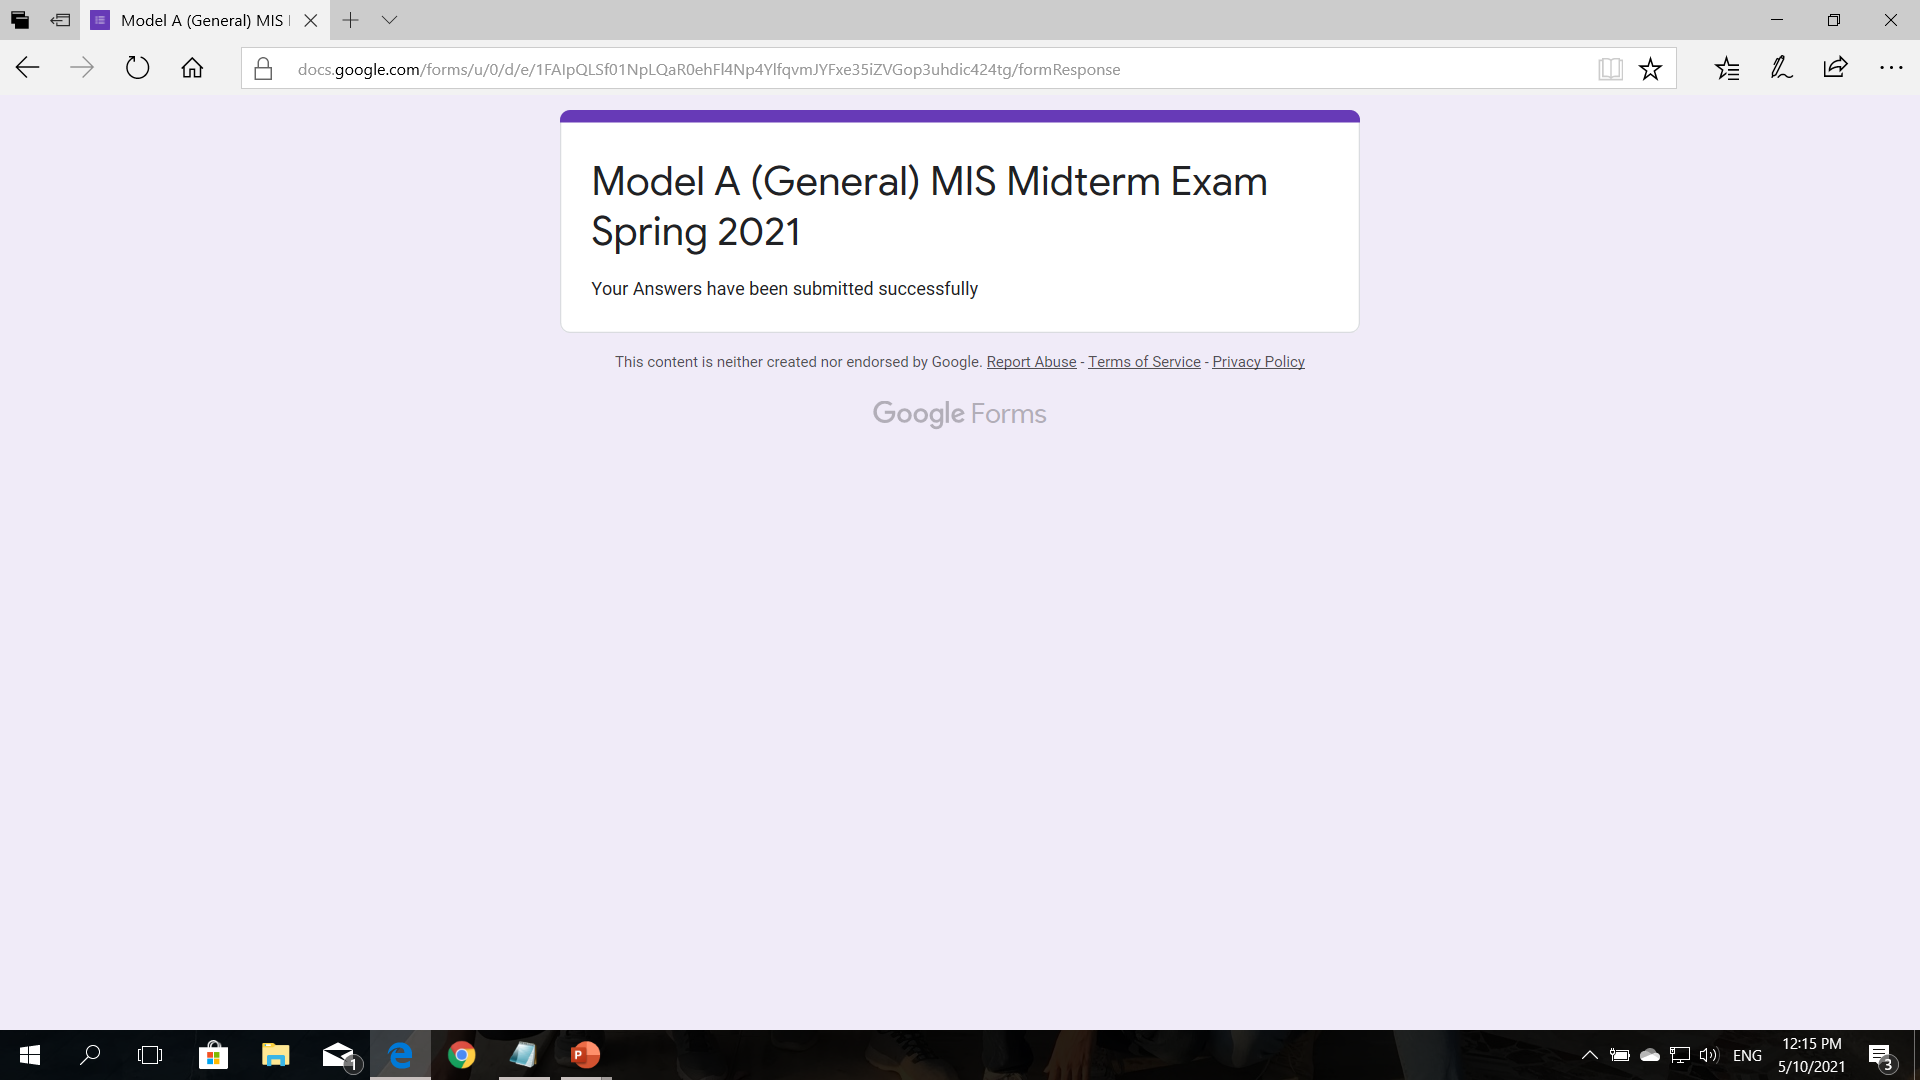 Model A (General) MIS
docs.google.com/forms/u/0/d/e/1FAIpQLSf01NpLQaR0ehFl4Np4YlfqvmJYFxe35iZVGop3uhdic424tg/formResponse
Model A (General) MIS Midterm Exam
Spring 2021
Your Answers have been submitted successfully
This content is neither created nor endorsed by Google. Report Abuse - Terms of Service - Privacy Policy
Google Forms
1
P
ENG
12:15 PM
5/10/2021
3